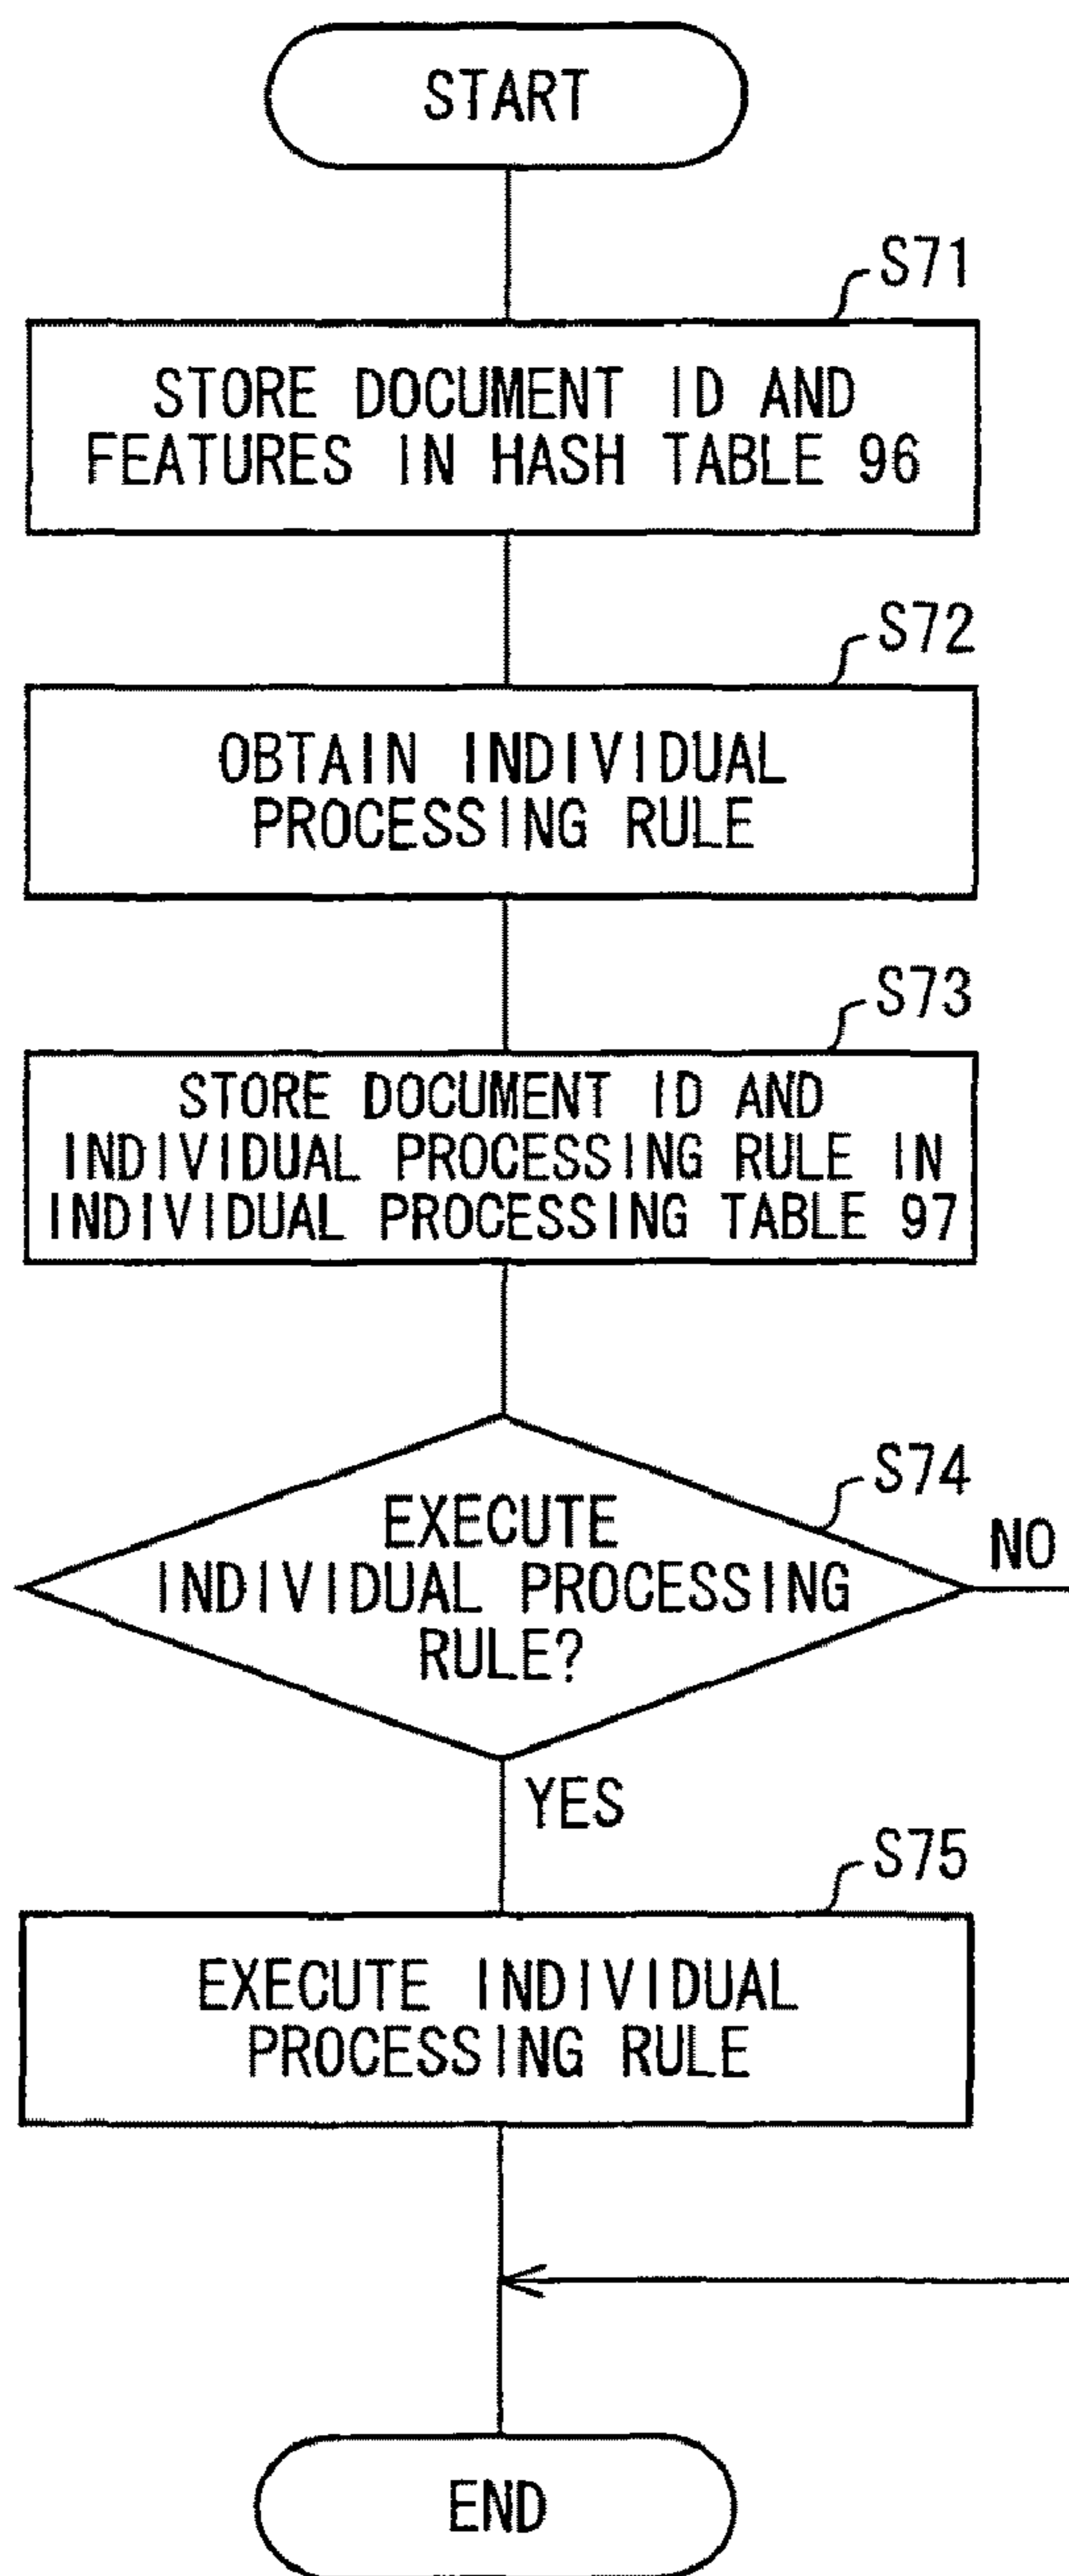 START
S71
STORE DOCUMENT ID AND
FEATURES IN HASH TABLE 96
S72
OBTAIN INDIVIDUAL
PROCESSING RULE
S73
STORE DOCUMENT ID AND
INDIVIDUAL PROCESSING RULE IN
INDIVIDUAL PROCESSING TABLE 97
S74
EXECUTE
INDIVIDUAL PROCESSING
RULE?
NO
YES
S75
EXECUTE INDIVIDUAL
PROCESSING RULE
END